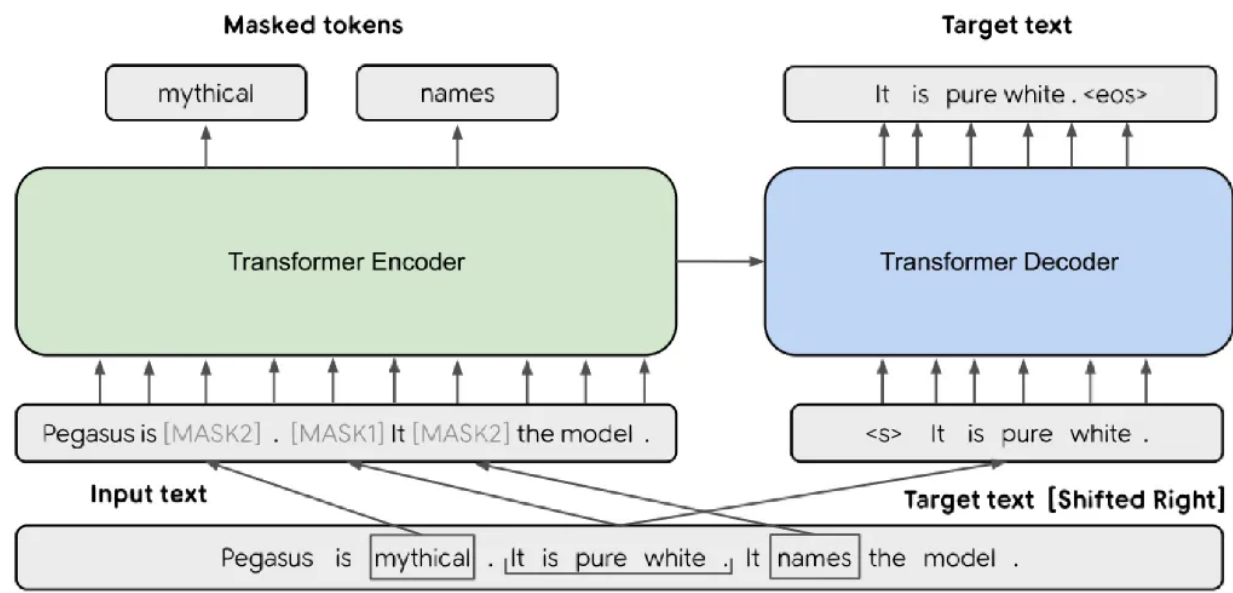 Masked tokens
Target text
mythical
names
It is pure white . <eos>
Transformer Encoder
Transformer Decoder
Pegasus is [MASK2] . [MASK1] It [MASK2] the model .
<s> It is pure white .
Input text
Target text [Shifted Right]
Pegasus is mythical . It is pure white . It names the model .